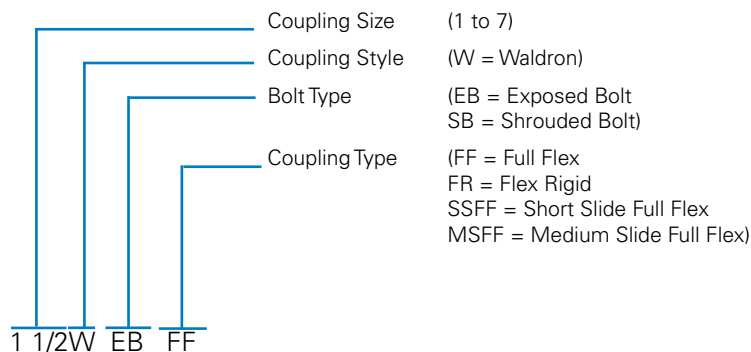 Coupling Size (1 to 7)
Coupling Style (W = Waldron)
Bolt Type (EB = Exposed Bolt
SB = Shrouded Bolt)
Coupling Type (FF = Full Flex
FR = Flex Rigid
SSFF = Short Slide Full Flex
MSFF = Medium Slide Full Flex)
1 1/2W EB FF